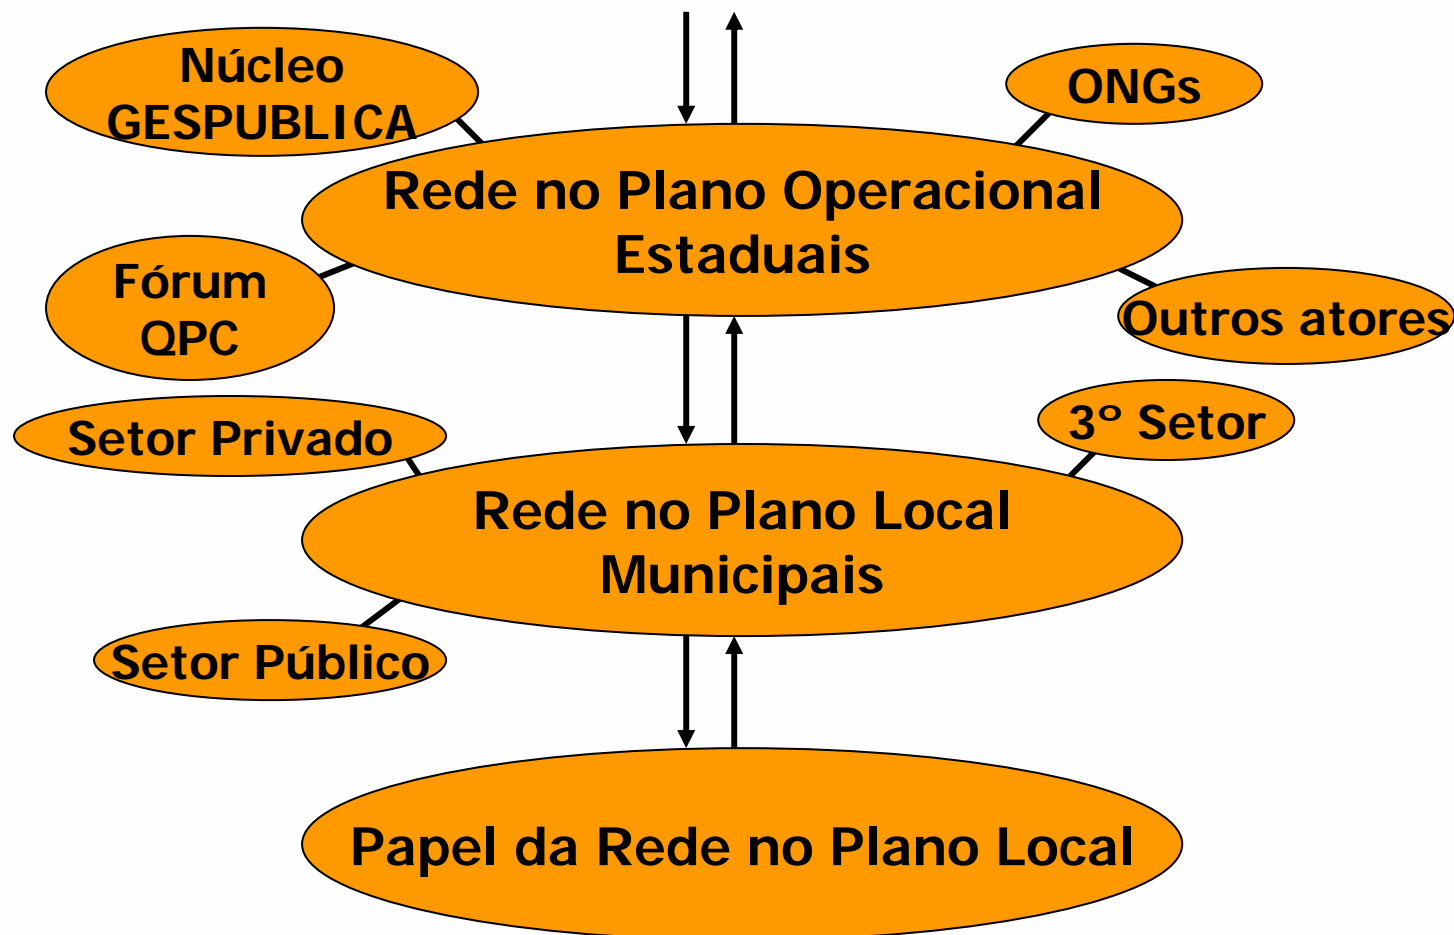 Núcleo
GESPUBLICA
ONGs
Rede no Plano Operacional
Estaduais
Fórum
QPC
Outros atores
Setor Privado
3º Setor
Rede no Plano Local
Municipais
Setor Público
Papel da Rede no Plano Local